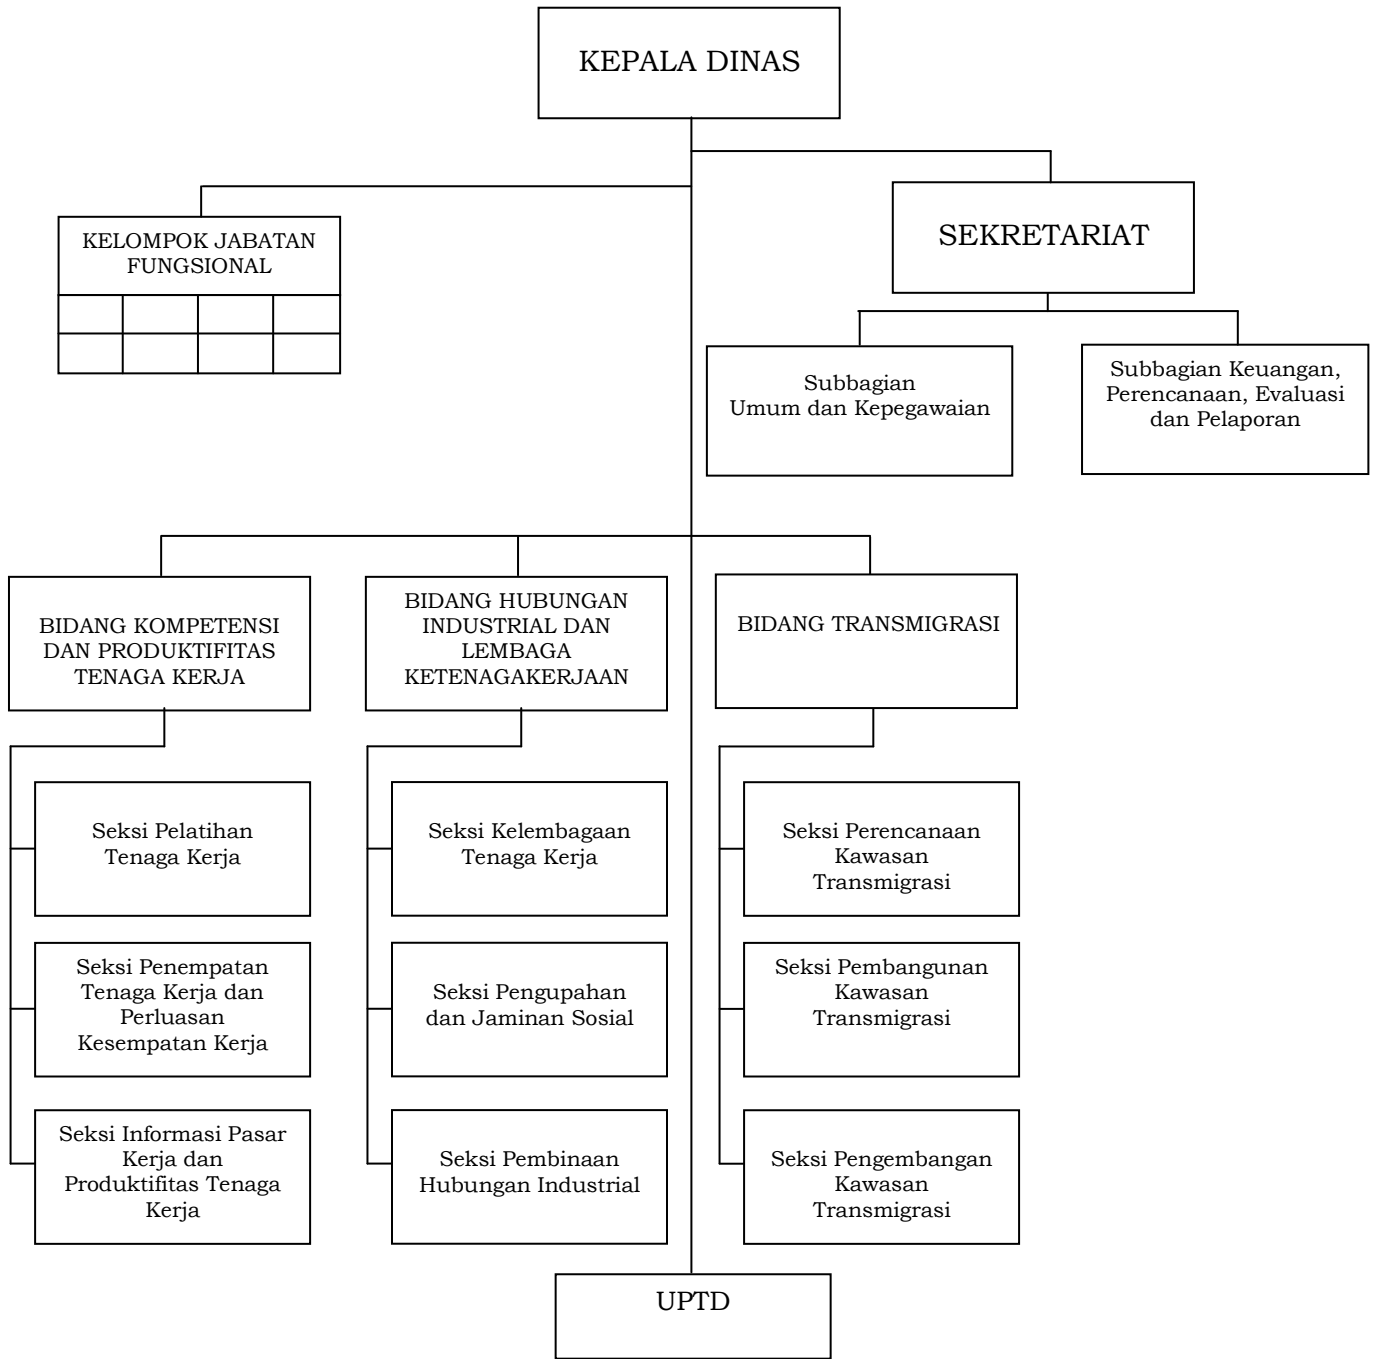 KEPALA DINAS
SEKRETARIAT
KELOMPOK JABATAN
FUNGSIONAL
Subbagian
Umum dan Kepegawaian
Subbagian Keuangan,
Perencanaan, Evaluasi
dan Pelaporan
BIDANG KOMPETENSI
DAN PRODUKTIFITAS
TENAGA KERJA
BIDANG HUBUNGAN
INDUSTRIAL DAN
LEMBAGA
KETENAGAKERJAAN
BIDANG TRANSMIGRASI
Seksi Pelatihan
Tenaga Kerja
Seksi Kelembagaan
Tenaga Kerja
Seksi Perencanaan
Kawasan
Transmigrasi
Seksi Penempatan
Tenaga Kerja dan
Perluasan
Kesempatan Kerja
Seksi Pengupahan
dan Jaminan Sosial
Seksi Pembangunan
Kawasan
Transmigrasi
Seksi Informasi Pasar
Kerja dan
Produktifitas Tenaga
Kerja
Seksi Pembinaan
Hubungan Industrial
Seksi Pengembangan
Kawasan
Transmigrasi
UPTD